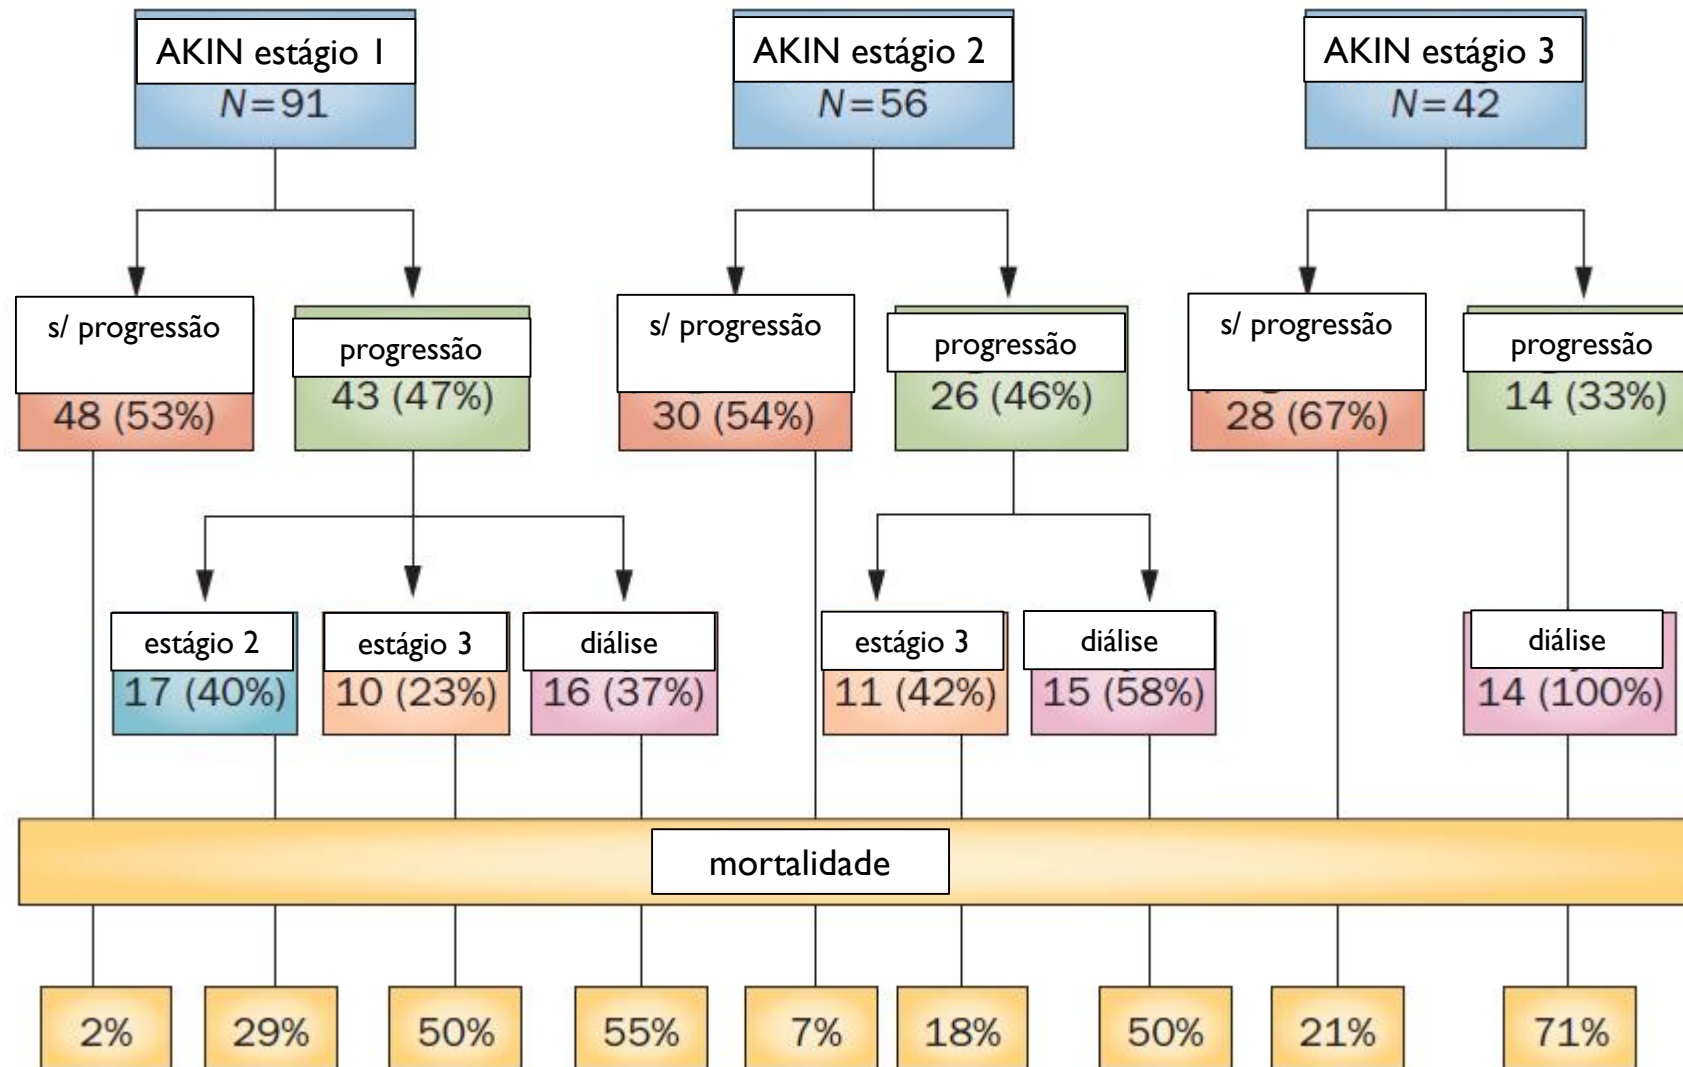 AKIN estágio 1
N=91
AKIN estágio 2
N=56
AKIN estágio 3
N=42
s/ progressão
48 (53%)
progressão
43 (47%)
s/ progressão
30 (54%)
progressão
26 (46%)
s/ progressão
28 (67%)
progressão
14 (33%)
estágio 2
17 (40%)
estágio 3
10 (23%)
diálise
16 (37%)
estágio 3
11 (42%)
diálise
15 (58%)
diálise
14 (100%)
mortalidade
2%
29%
50%
55%
7%
18%
50%
21%
71%